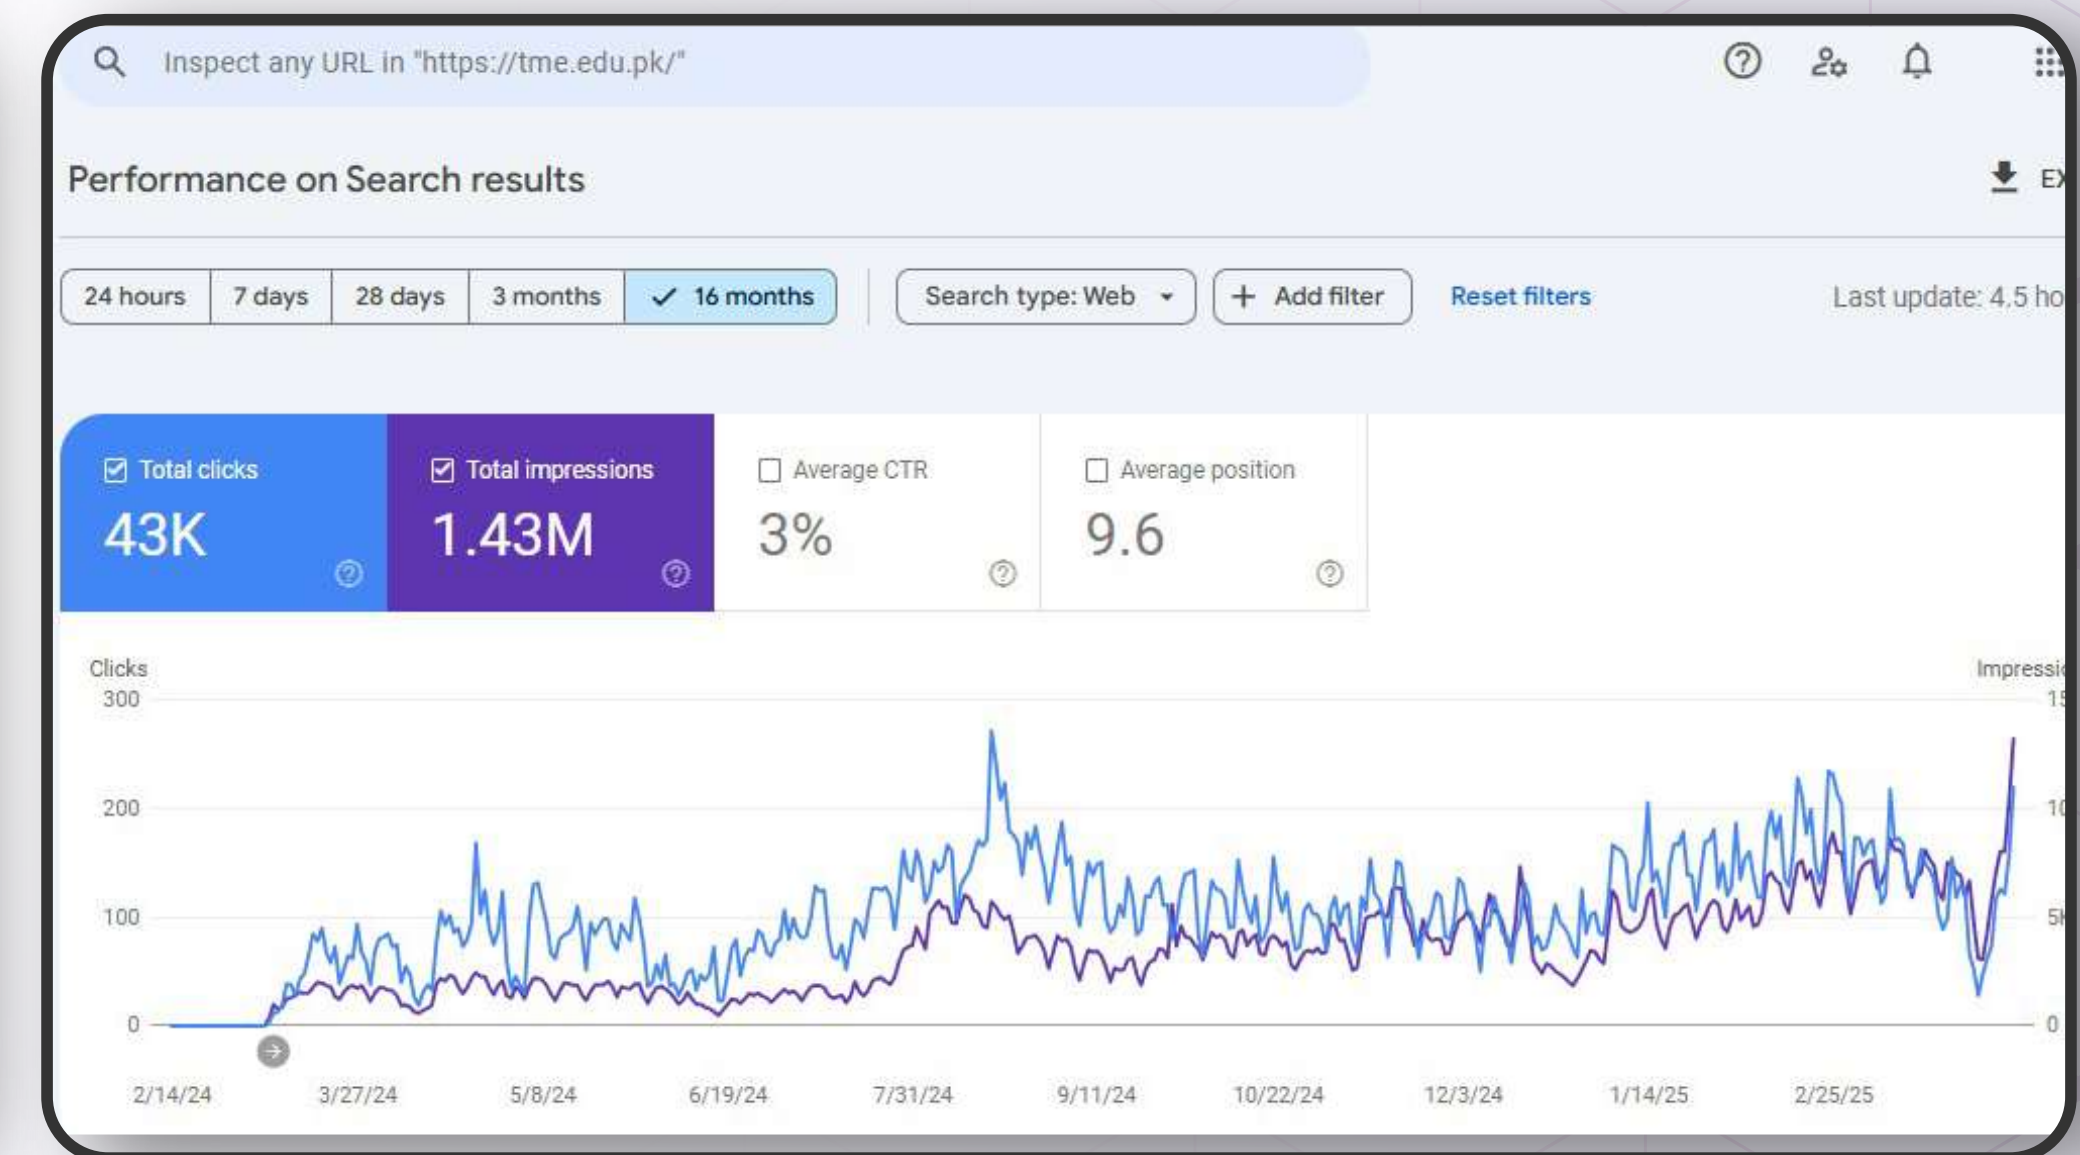 Inspect any URL in "https://tme.edu.pk/"
Performance on Search results
24 hours 7 days 28 days 3 months 16 months Search type: Web + Add filter Reset filters Last update: 4.5
Total clicks Total impressions Average CTR Average position
43K 1.43M 3% 9.6
Clicks
300
200
100
0 0
2/14/24 3/27/24 5/8/24 6/19/24 7/31/24 9/11/24 10/22/24 12/3/24 1/14/25 2/25/25